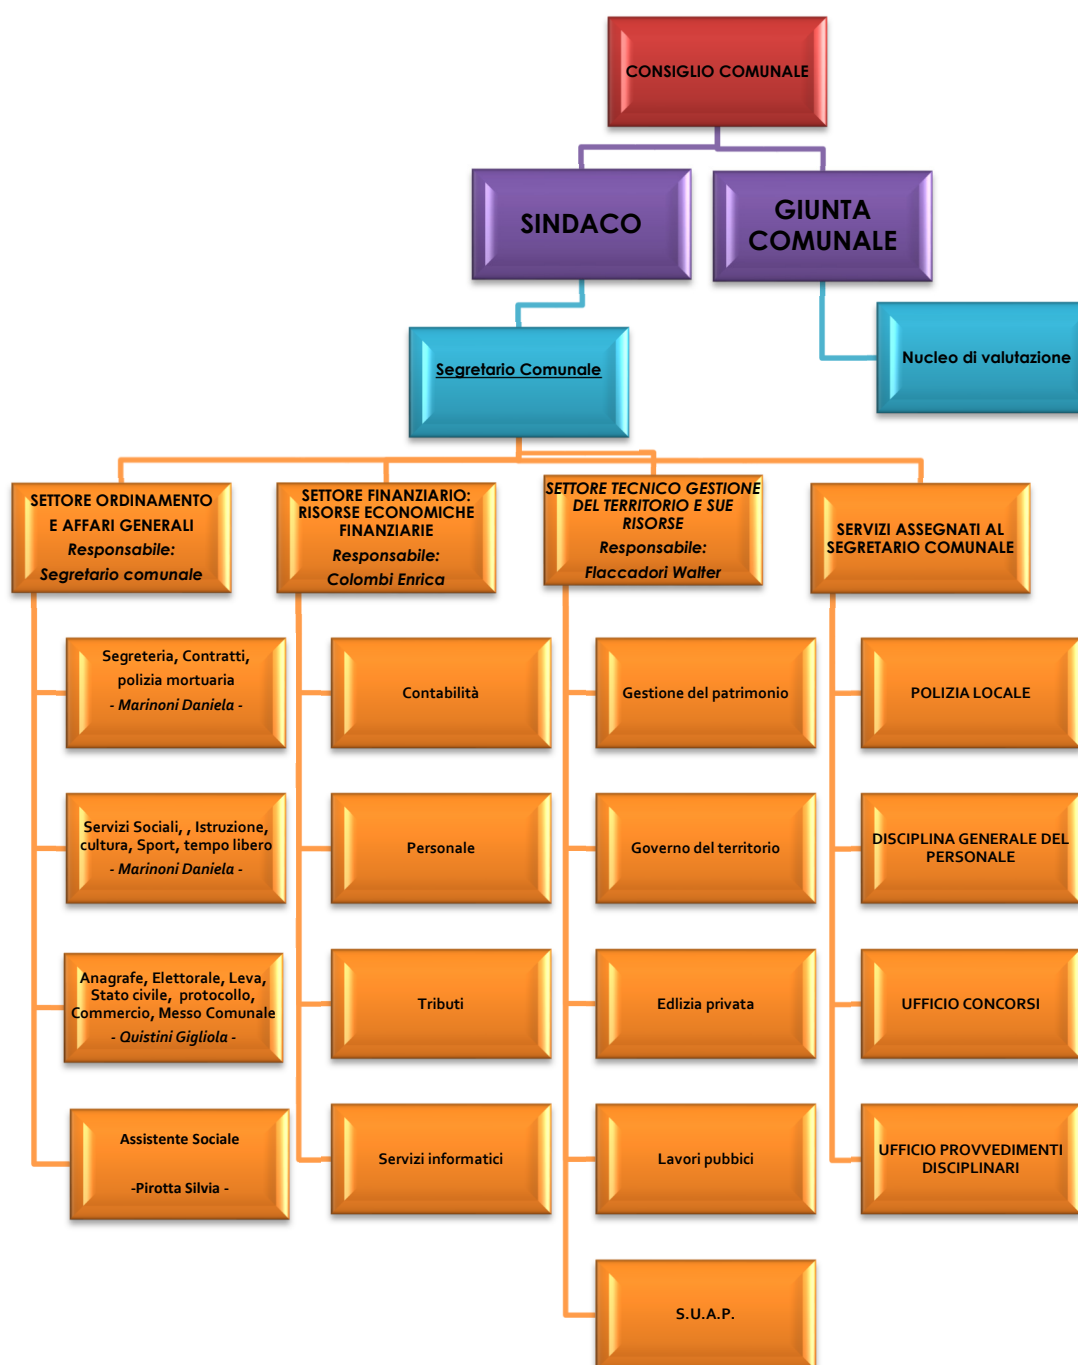 CONSIGLIO COMUNALE
SINDACO
GIUNTA
COMUNALE
Segretario Comunale
Nucleo di valutazione
SETTORE ORDINAMENTO
E AFFARI GENERALI
Responsabile:
Segretario comunale
SETTORE FINANZIARIO:
RISORSE ECONOMICHE
FINANZIARIE
Responsabile:
Colombi Enrica
SETTORE TECNICO GESTIONE
DEL TERRITORIO E SUE
RISORSE
Responsabile:
Flaccadori Walter
SERVIZI ASSEGNATI AL
SEGRETARIO COMUNALE
Segreteria, Contratti,
polizia mortuaria
- Marinoni Daniela -
Servizi Sociali, , Istruzione,
cultura, Sport, tempo libero
- Marinoni Daniela -
Anagrafe, Elettorale, Leva,
Stato civile, protocollo,
Commercio, Messo Comunale
- Quistini Gigliola -
Assistente Sociale
-Pirotta Silvia -
Contabilità
Personale
Tributi
Servizi informatici
Gestione del patrimonio
Governo del territorio
Edlizia privata
Lavori pubbici
S.U.A.P.
POLIZIA LOCALE
DISCIPLINA GENERALE DEL
PERSONALE
UFFICIO CONCORSI
UFFICIO PROVVEDIMENTI
DISCIPLINARI